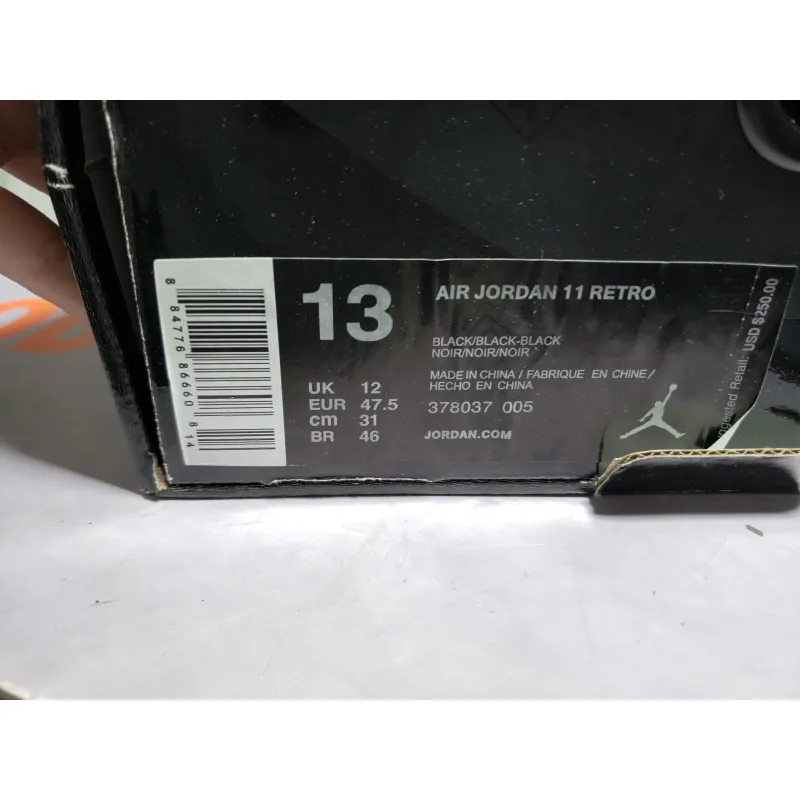 8 84776 86660 8 14
13
UK 12
EUR 47.5
cm 31
BR 46
AIR JORDAN 11 RETRO
BLACK/BLACK-BLACK
NOIR/NOIR/NOIR
MADE IN CHINA / FABRIQUE EN CHINE /
HECHO EN CHINA
378037 005
JORDAN.COM
Retail: USD $250.00